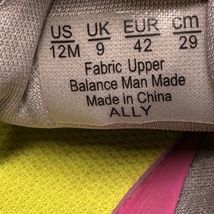 US UK EUR cm
12M 9 42 29
Fabric Upper
Balance Man Made
Made in China
ALLY